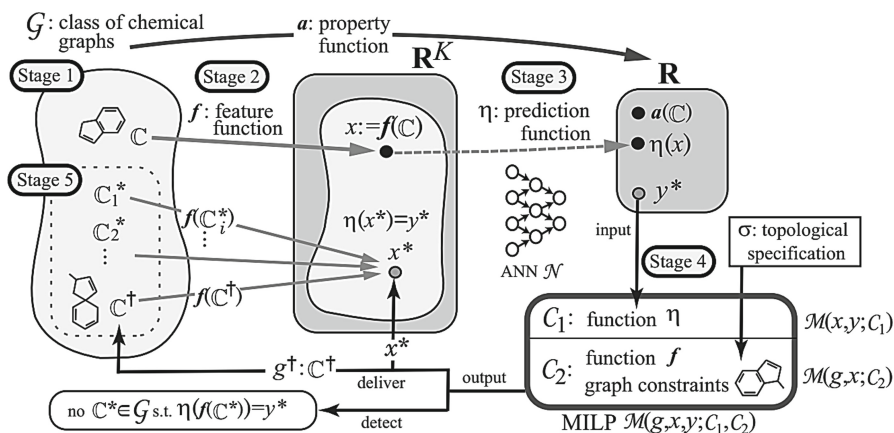 𝒢: class of chemical
graphs
a: property
function
R^K
R
Stage 1
Stage 2
Stage 3
f: feature
function
η: prediction
function
ℂ
x:=f(ℂ)
a(ℂ)
η(x)
y*
Stage 5
ℂ₁*
ℂ₂*
⋮
f(ℂᵢ*)
⋮
η(x*)=y*
x*
ANN 𝒩
input
σ: topological
specification
Stage 4
ℂ†
f(ℂ†)
C₁: function η
ℳ(x,y;C₁)
C₂: function f
graph constraints
ℳ(g,x;C₂)
x*
g†:ℂ†
deliver
output
detect
no ℂ*∈𝒢 s.t. η(f(ℂ*))=y*
MILP ℳ(g,x,y;C₁,C₂)